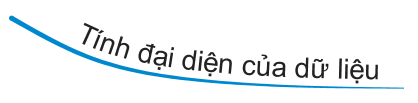 Tính đại diện của dữ liệu